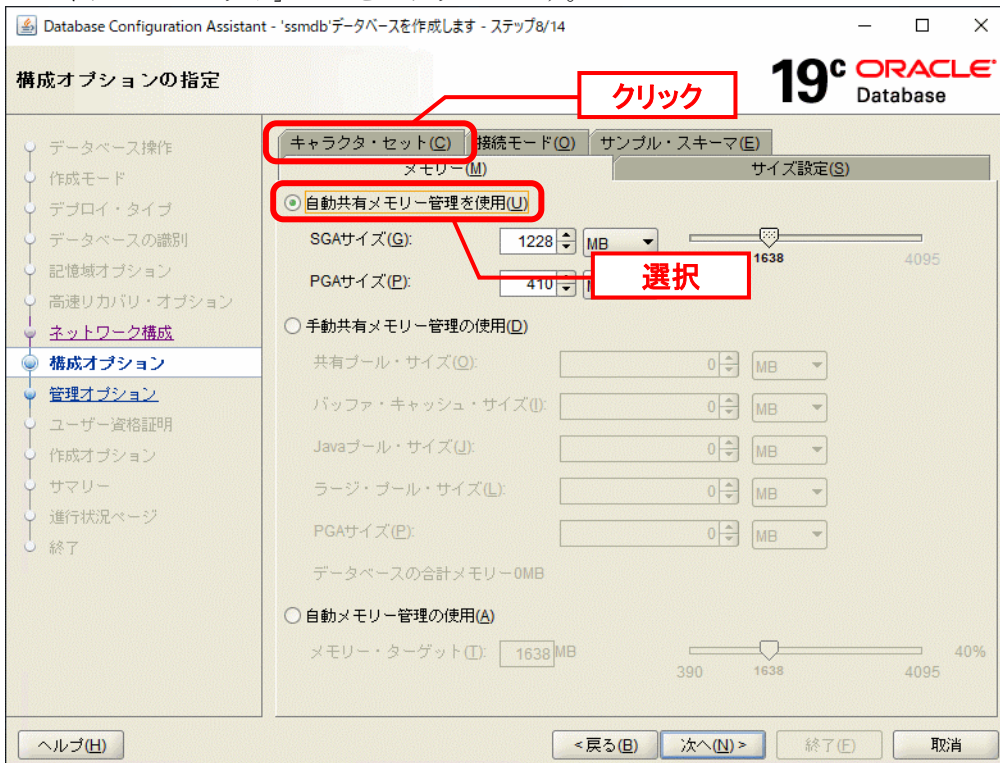 Database Configuration Assistant - 'ssmdb'データベースを作成します - ステップ8/14
構成オプションの指定
クリック
19c ORACLE
Database
データベース操作
作成モード
デプロイ・タイプ
データベースの識別
記憶域オプション
高速リカバリ・オプション
ネットワーク構成
構成オプション
管理オプション
ユーザー資格証明
作成オプション
サマリー
進行状況ページ
終了
キャラクタ・セット(C) 接続モード(O) サンプル・スキーマ(E)
メモリー(M) サイズ設定(S)
自動共有メモリー管理を使用(U)
SGAサイズ(G): 1228 MB
1638 4095
PGAサイズ(P): 410
選択
手動共有メモリー管理の使用(D)
共有プール・サイズ(O): 0 MB
バッファ・キャッシュ・サイズ(I): 0 MB
Javaプール・サイズ(J): 0 MB
ラージ・プール・サイズ(L): 0 MB
PGAサイズ(P): 0 MB
データベースの合計メモリー0MB
自動メモリー管理の使用(A)
メモリー・ターゲット(T): 1638 MB 40%
390 1638 4095
ヘルプ(H) <戻る(B) 次へ(N)> 終了(F) 取消